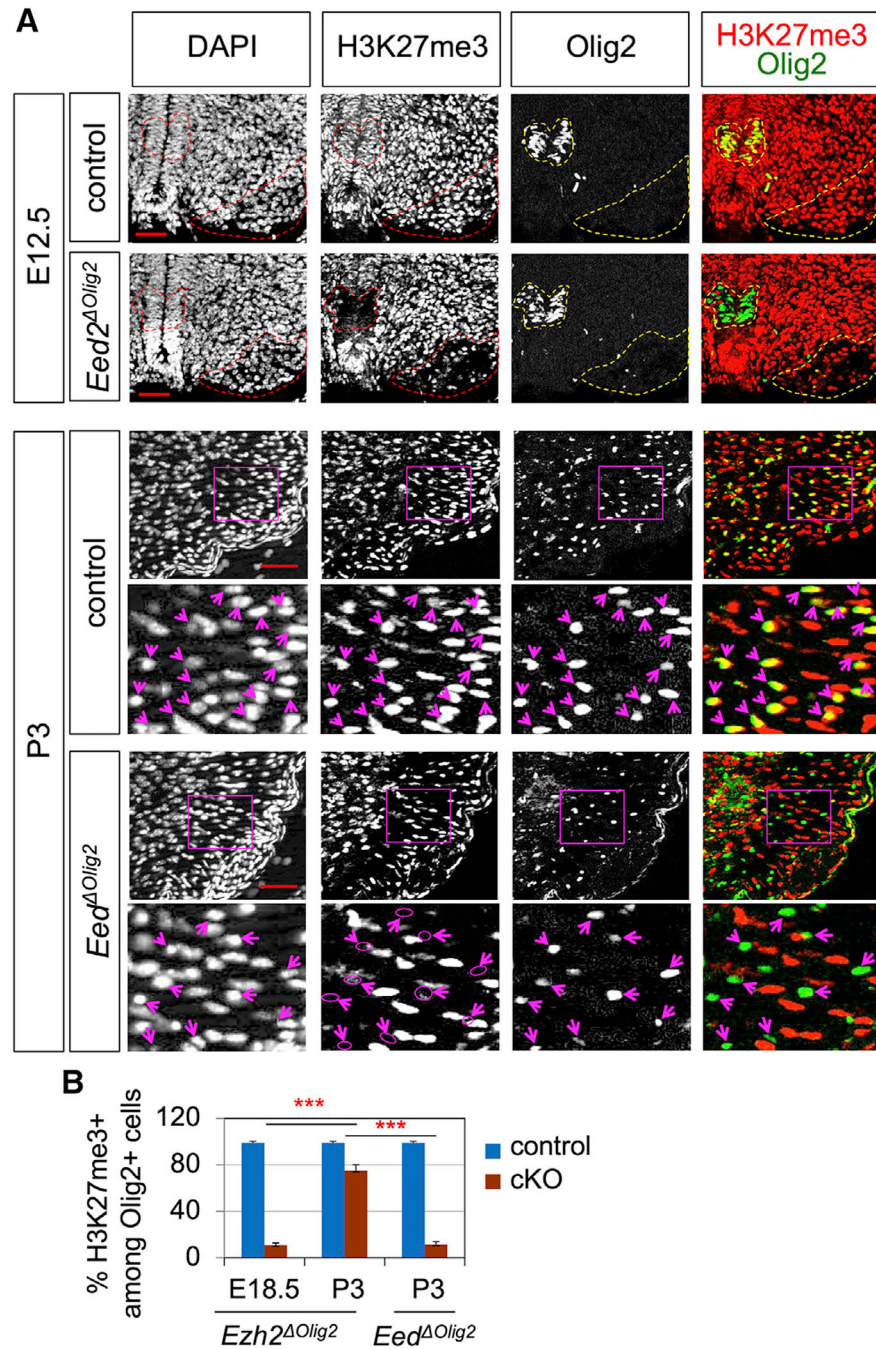 A
DAPI
H3K27me3
Olig2
H3K27me3
Olig2
E12.5
control
Eed2ΔOlig2
P3
control
EedΔOlig2
B
% H3K27me3+
among Olig2+ cells
120
80
40
0
***
***
control
cKO
E18.5
P3
P3
Ezh2ΔOlig2
EedΔOlig2